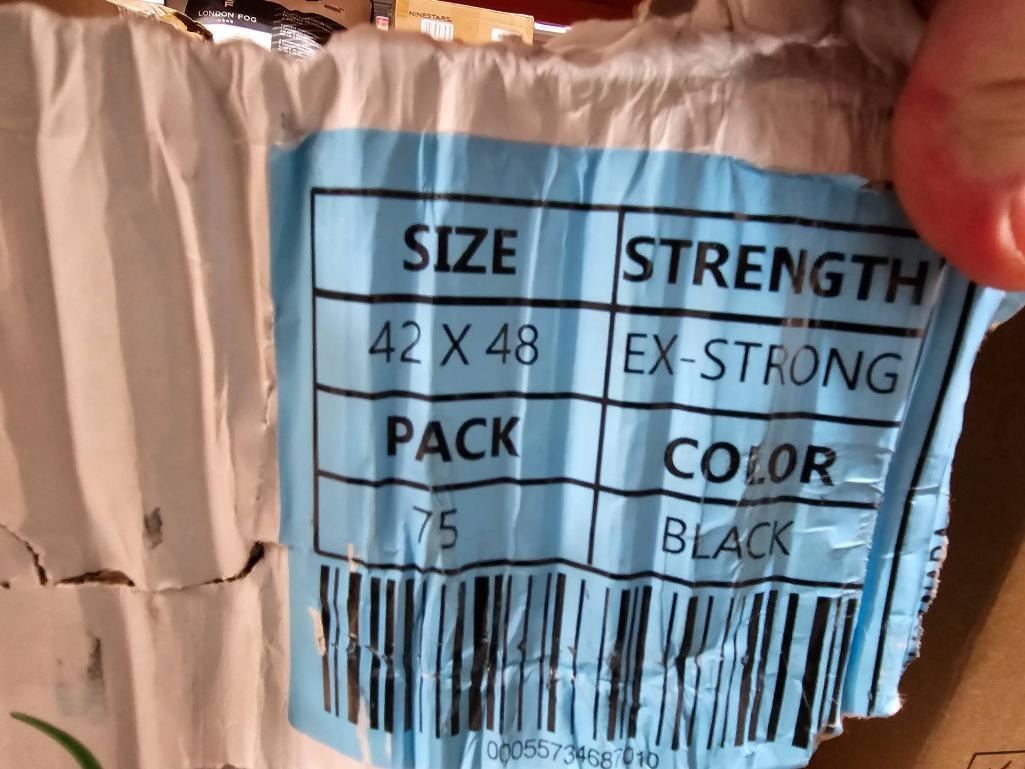 LONDON FOG
NINESTARS
SIZE STRENGTH
42 X 48 EX-STRONG
PACK COLOR
75 BLACK
00055734687010